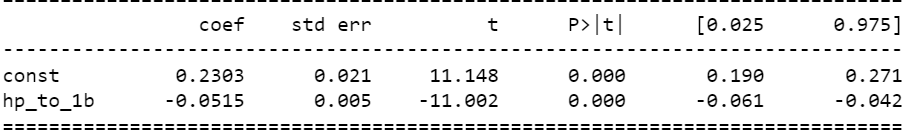 coef std err t P>|t| [0.025 0.975]
const 0.2303 0.021 11.148 0.000 0.190 0.271
hp_to_1b -0.0515 0.005 -11.002 0.000 -0.061 -0.042